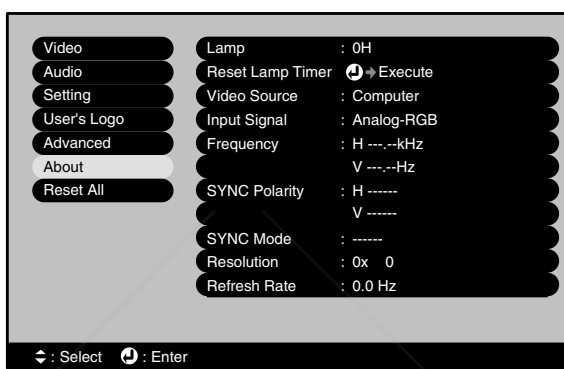 Video
Audio
Setting
User's Logo
Advanced
About
Reset All
Lamp : 0H
Reset Lamp Timer Execute
Video Source : Computer
Input Signal : Analog-RGB
Frequency : H ---.--kHz
V ---.--Hz
SYNC Polarity : H ------
V ------
SYNC Mode : ------
Resolution : 0x 0
Refresh Rate : 0.0 Hz
: Select : Enter